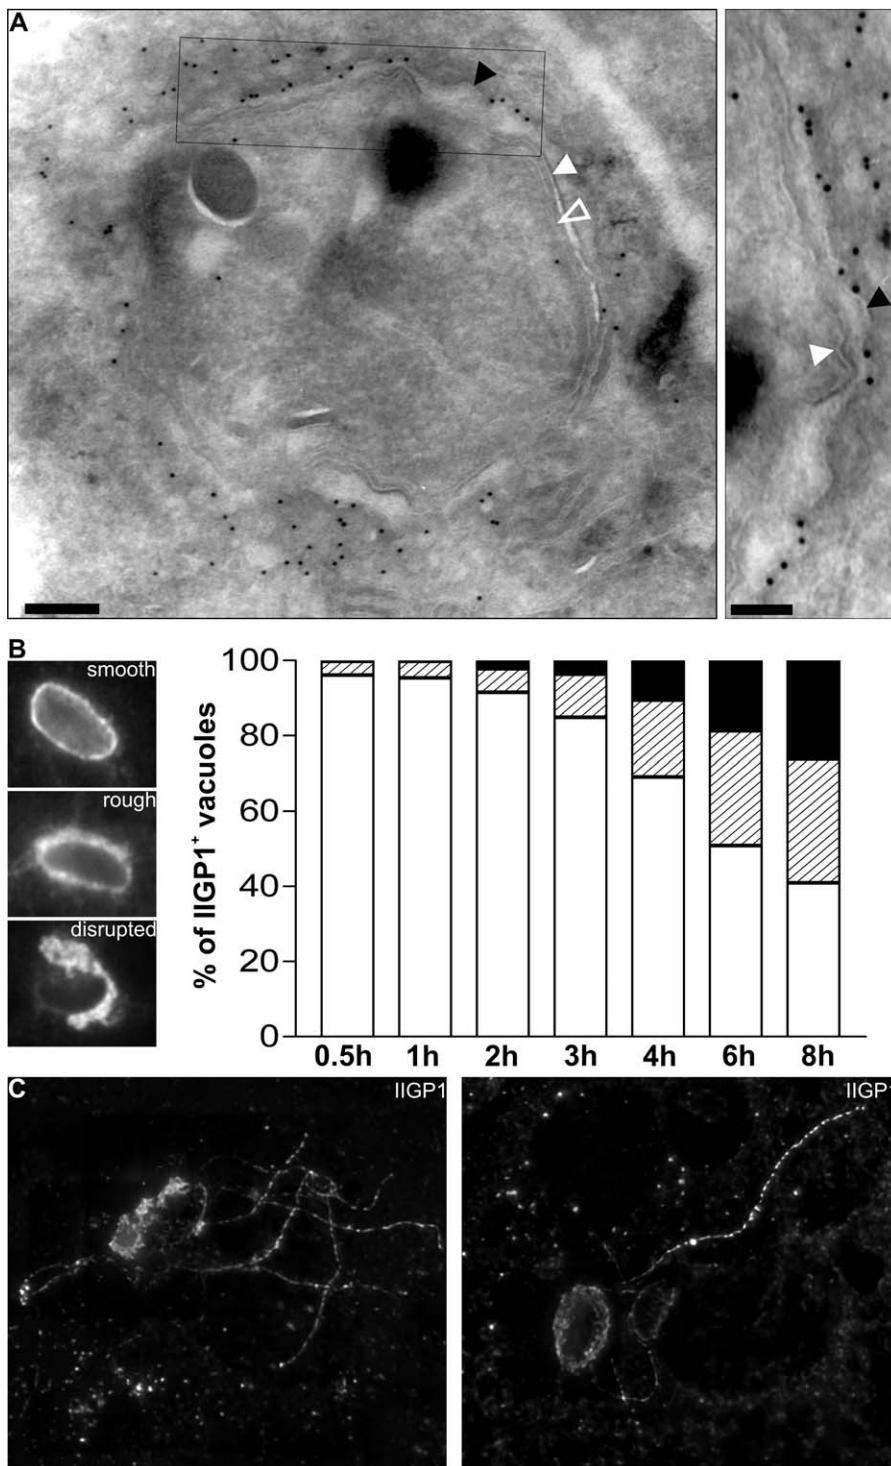 A
B
smooth
rough
disrupted
% of IIGP1+ vacuoles
100
80
60
40
20
0
0.5h 1h 2h 3h 4h 6h 8h
C
IIGP1
IIGP1